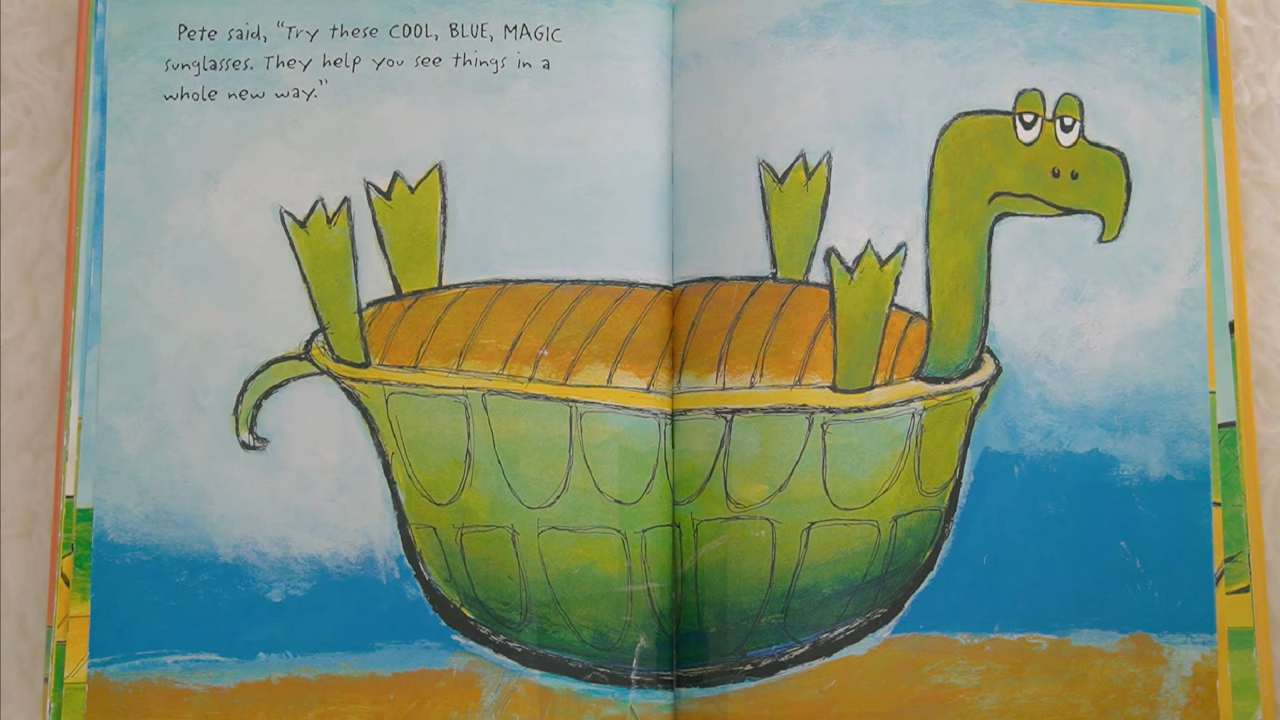 Pete said, "Try these COOL, BLUE, MAGIC
sunglasses. They help you see things in a
whole new way."